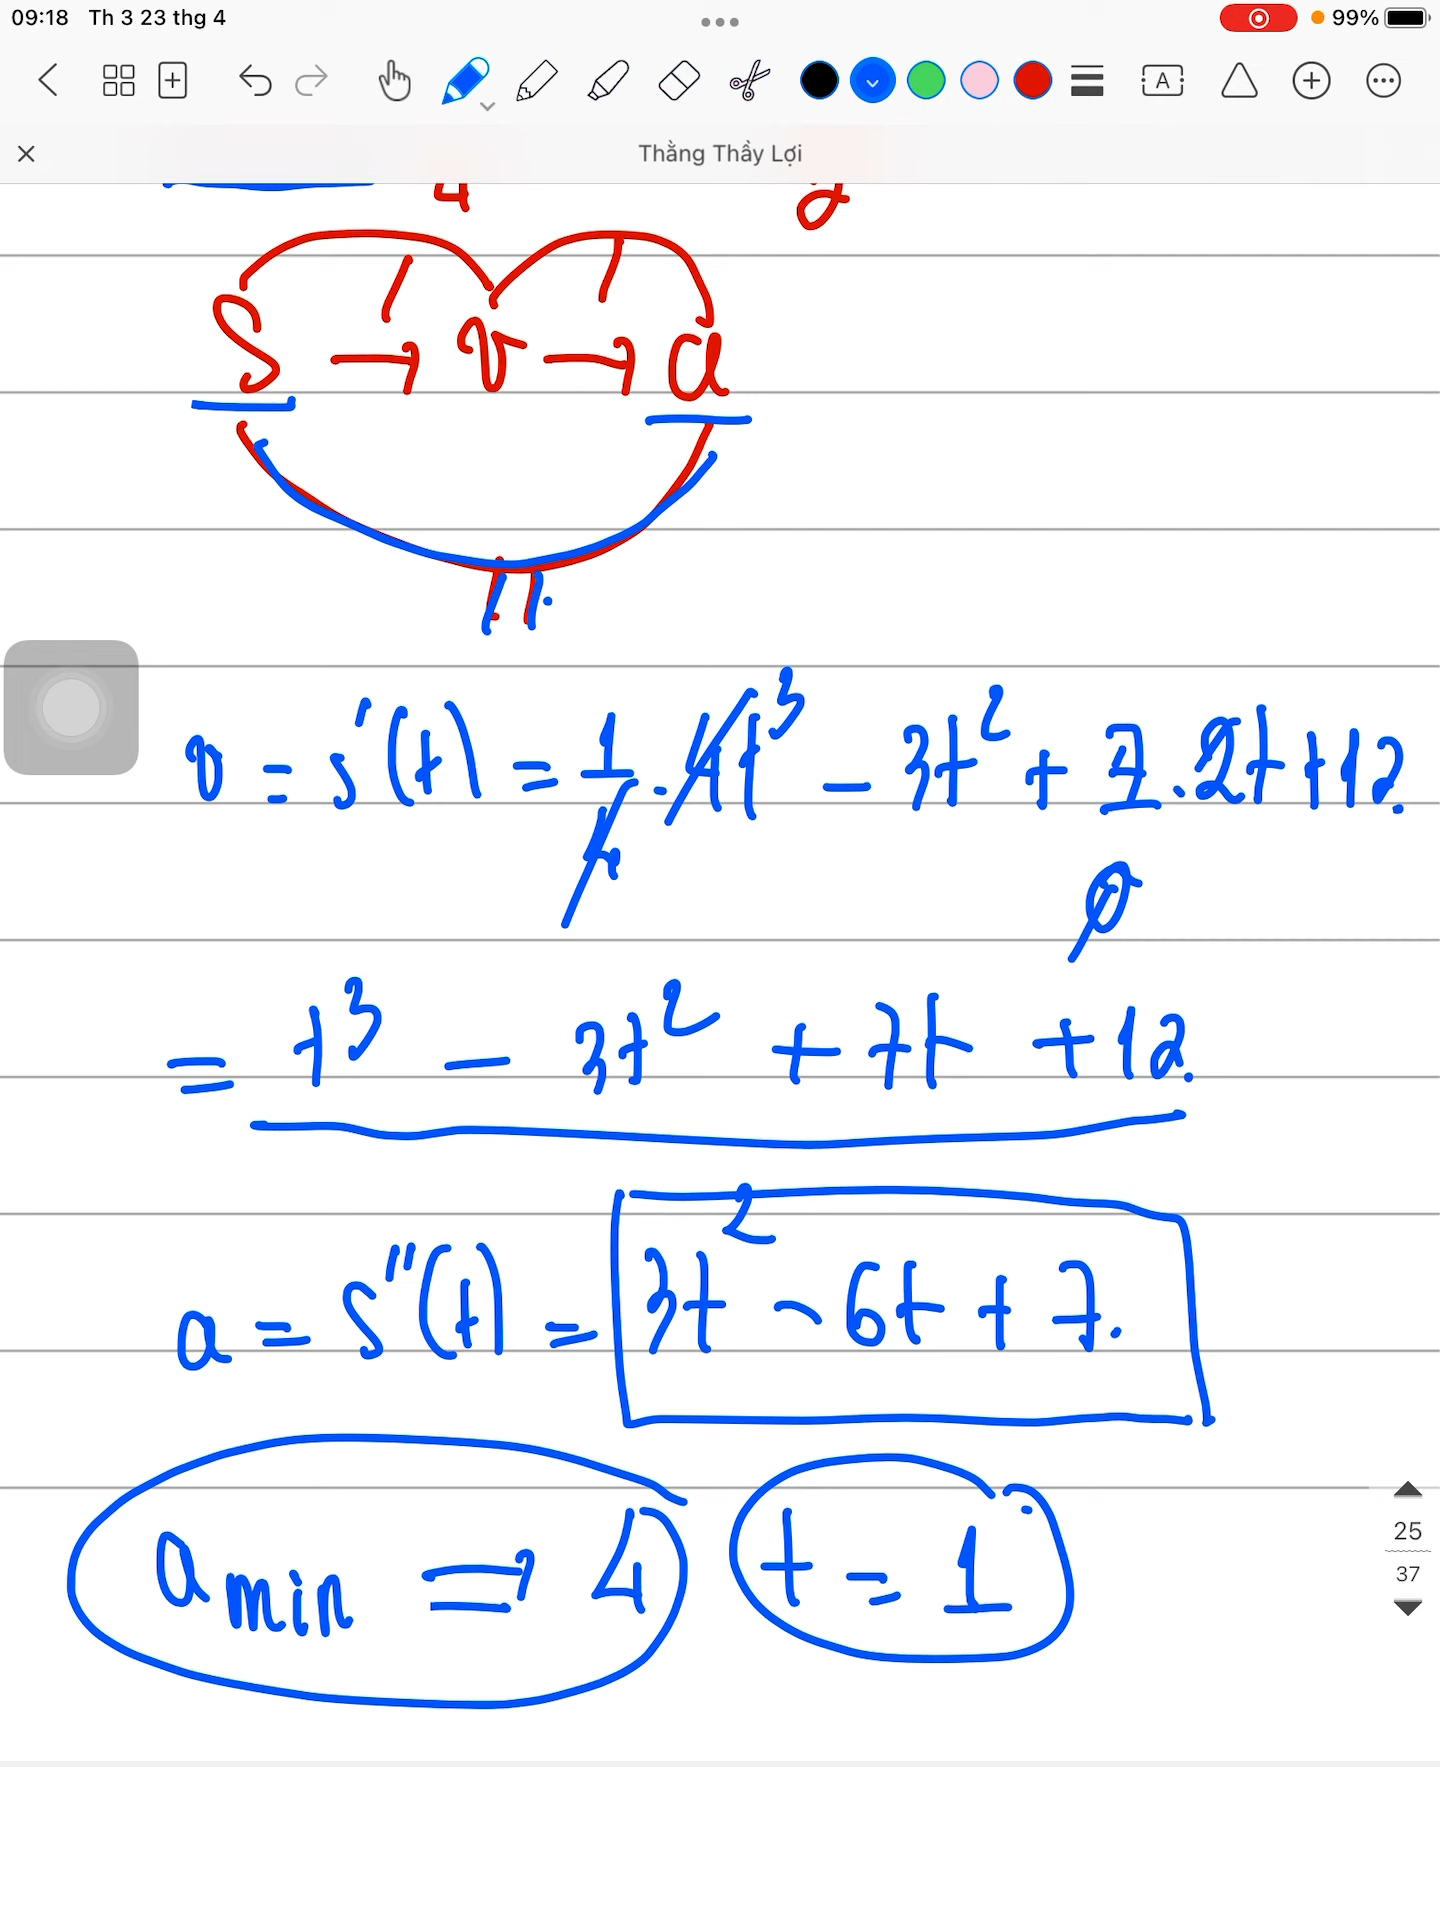 09:18 Th 3 23 thg 4
99%
A
Thằng Thầy Lợi
S → v → a
v = s'(t) = 1/4 . 4t³ - 3t² + 7/2 . 2t + 12.
= t³ - 3t² + 7t + 12.
a = s''(t) = 3t² - 6t + 7.
a min => 4 t = 1
25
37